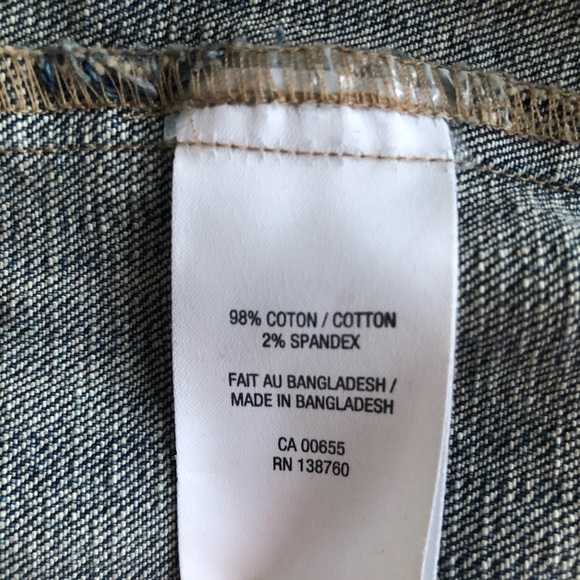 98% COTON / COTTON
2% SPANDEX
FAIT AU BANGLADESH /
MADE IN BANGLADESH
CA 00655
RN 138760